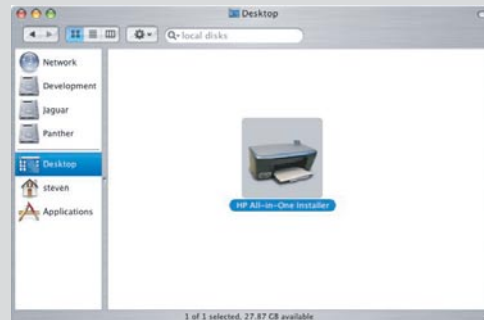 Desktop
local disks
Network
Development
Jaguar
Panther
Desktop
steven
Applications
HP All-in-One Installer
1 of 1 selected, 27.87 GB available